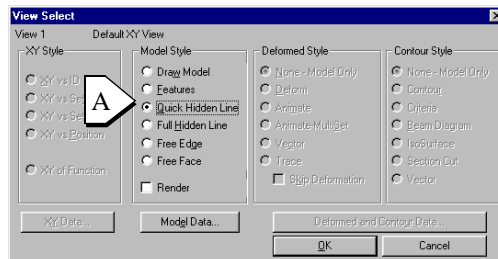 View Select
View 1 Default XY View
XY Style
XY vs ID
XY vs Set
XY vs Set
XY vs Position
XY of Function
A
Model Style
Draw Model
Features
Quick Hidden Line
Full Hidden Line
Free Edge
Free Face
Render
Deformed Style
None - Model Only
Deform
Animate
Animate-MultiSet
Vector
Trace
Skip Deformation
Contour Style
None - Model Only
Contour
Criteria
Beam Diagram
IsoSurface
Section Cut
Vector
XY Data...
Model Data...
Deformed and Contour Data...
OK
Cancel